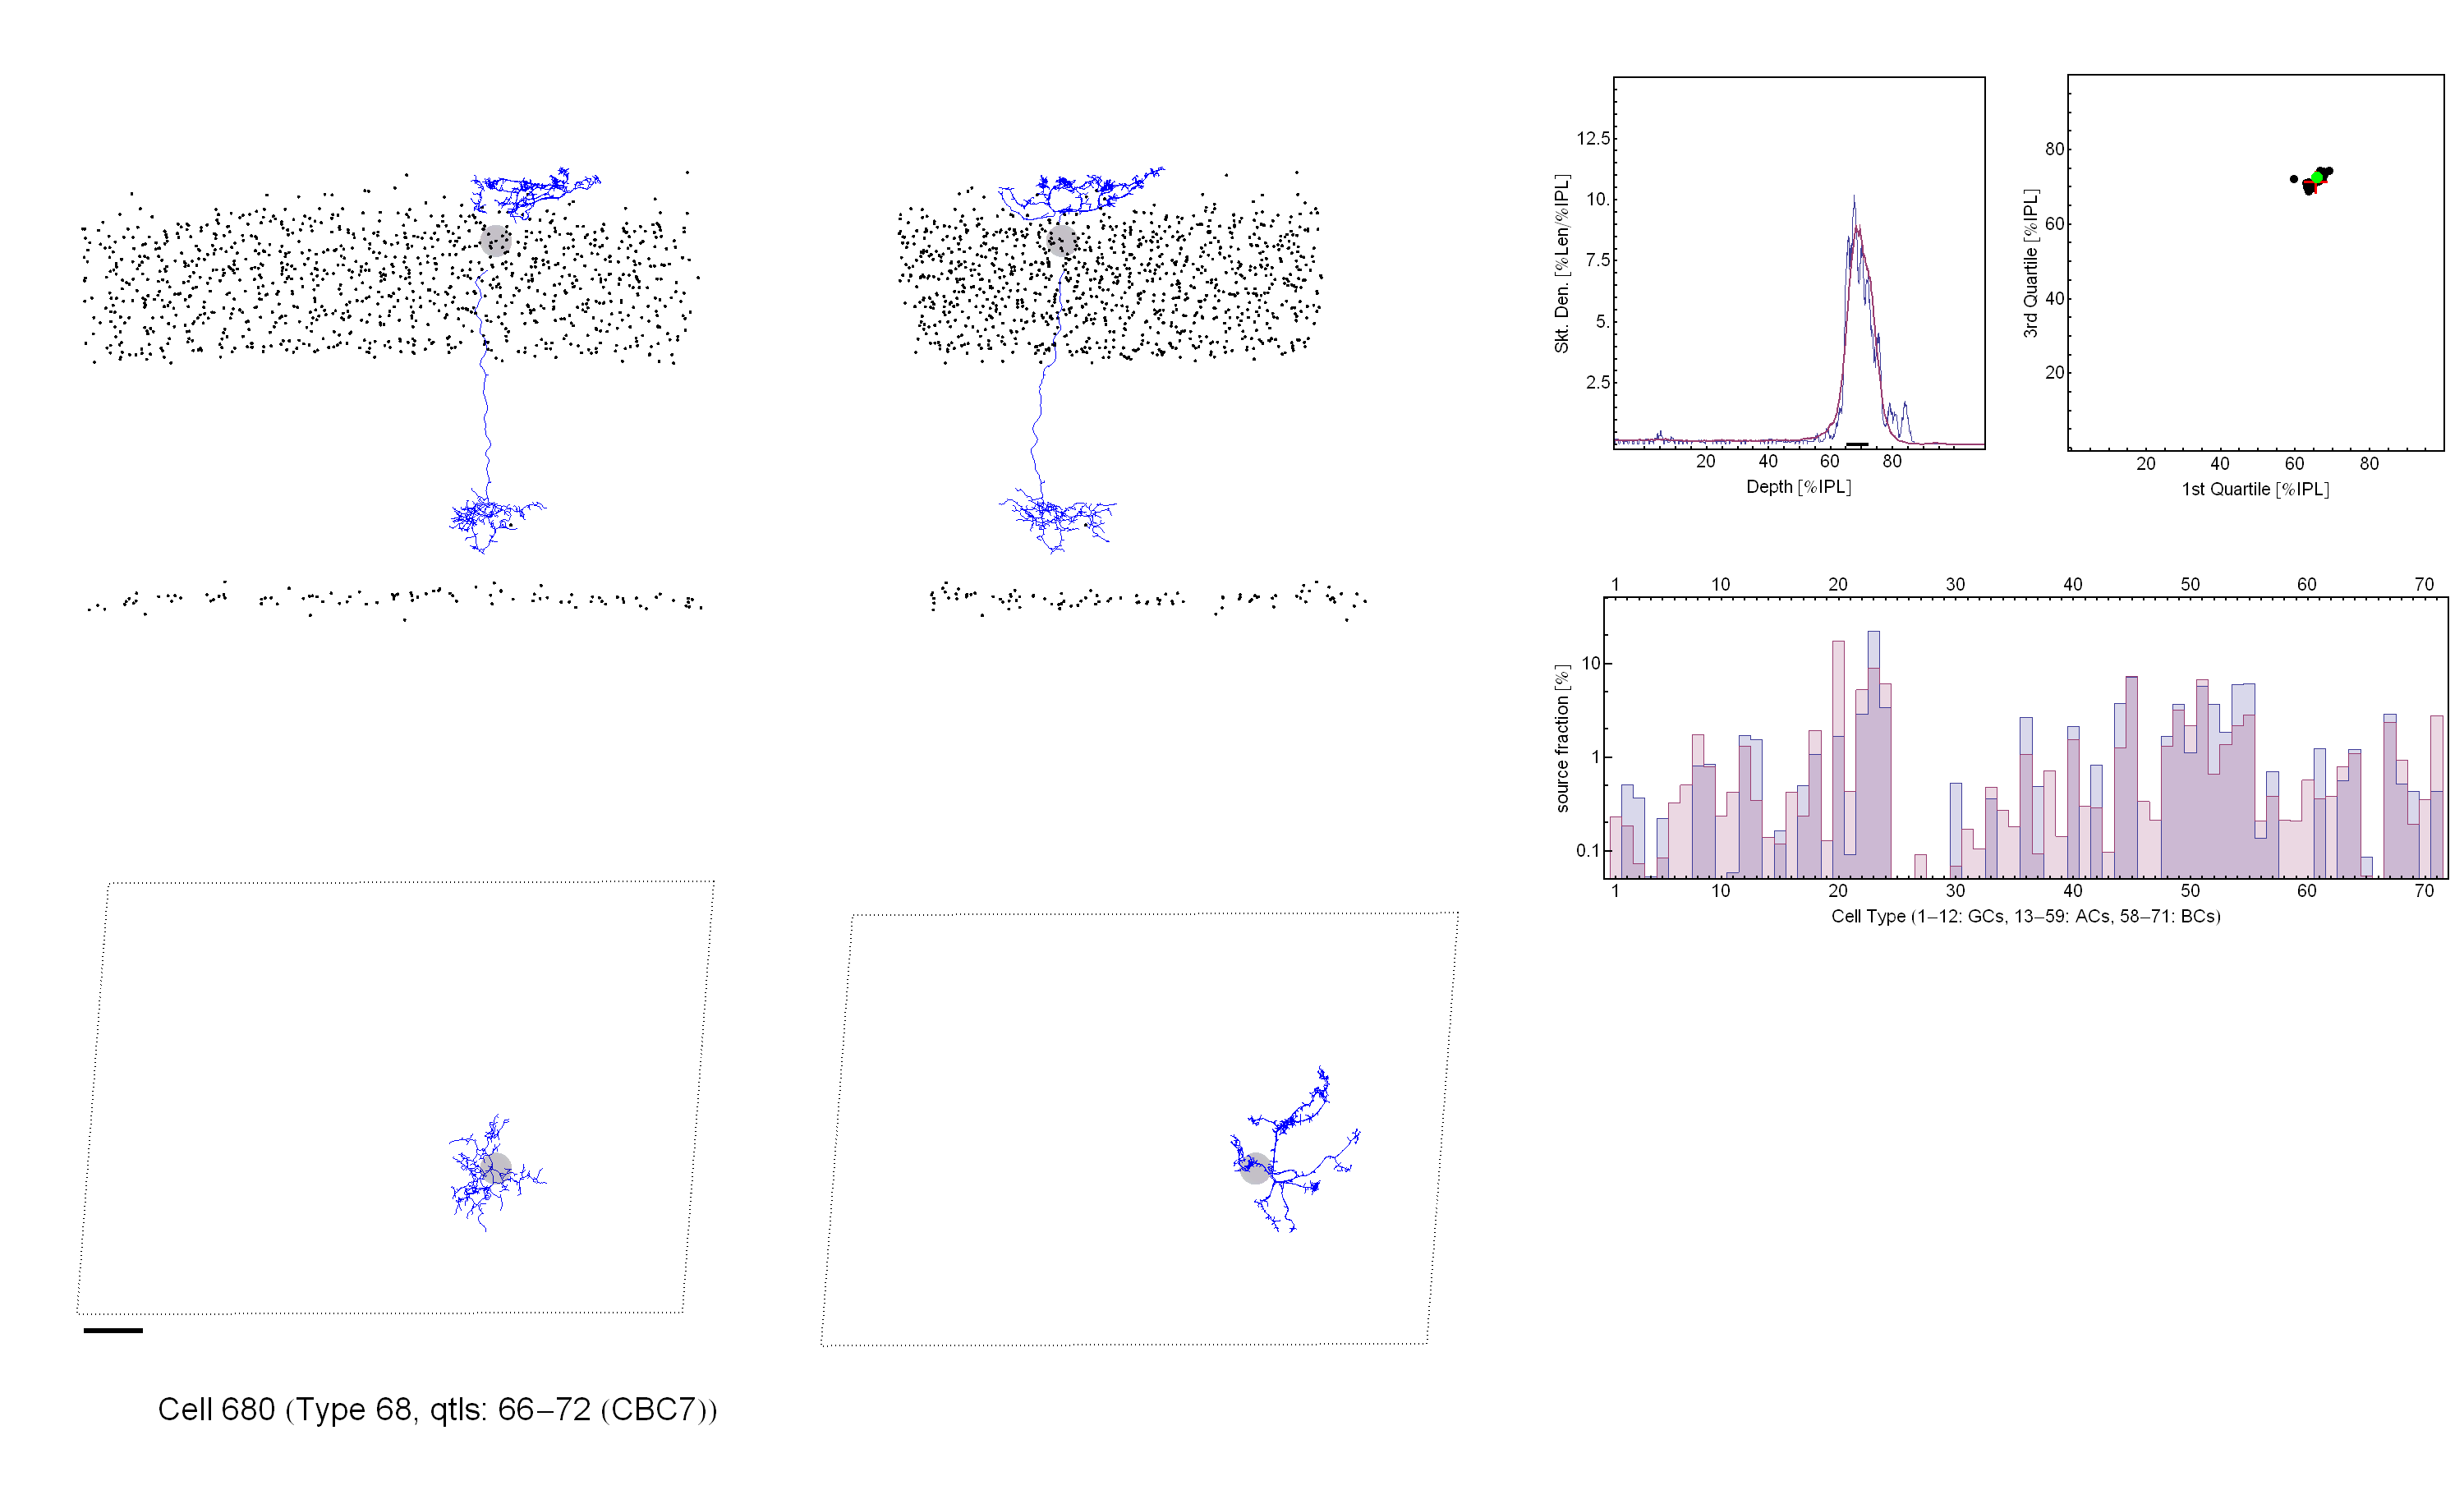 12.5
10.
7.5
5.
2.5
Skt. Den. [%Len/%IPL]
20 40 60 80
Depth [%IPL]
80
60
40
20
3rd Quartile [%IPL]
20 40 60 80
1st Quartile [%IPL]
1 10 20 30 40 50 60 70
10
1
0.1
source fraction [%]
1 10 20 30 40 50 60 70
Cell Type (1–12: GCs, 13–59: ACs, 58–71: BCs)
Cell 680 (Type 68, qtls: 66–72 (CBC7))